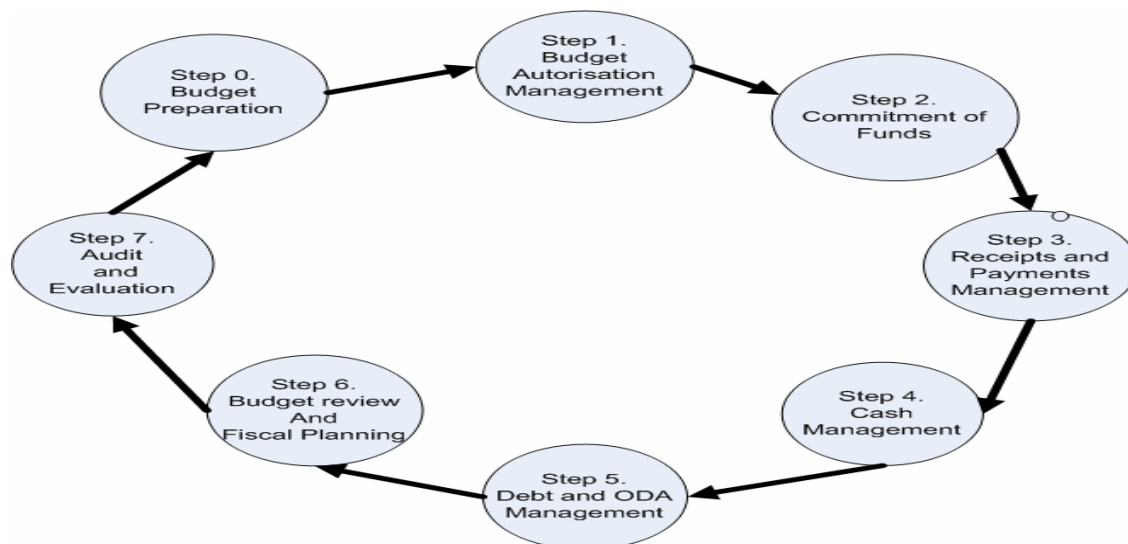 Step 0.
Budget
Preparation
Step 1.
Budget
Autorisation
Management
Step 2.
Commitment of
Funds
Step 3.
Receipts and
Payments
Management
Step 4.
Cash
Management
Step 5.
Debt and ODA
Management
Step 6.
Budget review
And
Fiscal Planning
Step 7.
Audit
and
Evaluation